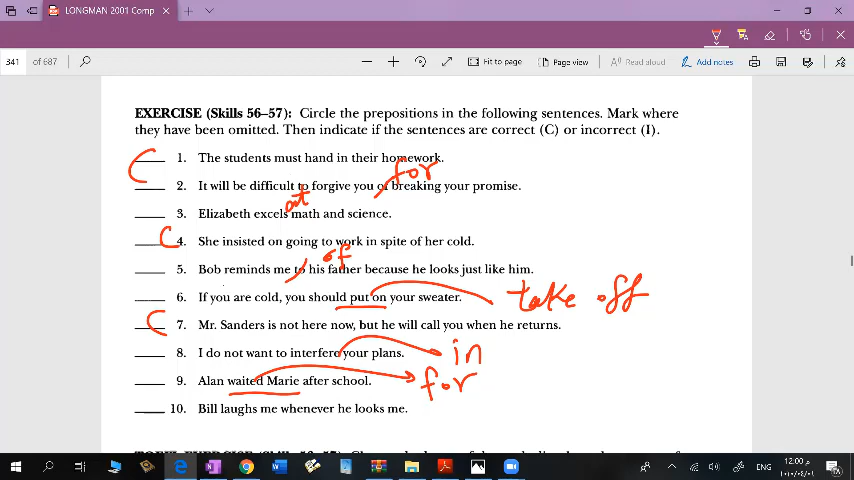 LONGMAN 2001 Comp
341 of 687
Fit to page
Page view
Read aloud
Add notes
EXERCISE (Skills 56–57): Circle the prepositions in the following sentences. Mark where
they have been omitted. Then indicate if the sentences are correct (C) or incorrect (I).
C 1. The students must hand in their homework.
for
2. It will be difficult to forgive you of breaking your promise.
at
3. Elizabeth excels math and science.
C 4. She insisted on going to work in spite of her cold.
of
5. Bob reminds me to his father because he looks just like him.
6. If you are cold, you should put on your sweater. take off
C 7. Mr. Sanders is not here now, but he will call you when he returns.
8. I do not want to interfere your plans. in
9. Alan waited Marie after school. for
10. Bill laughs me whenever he looks me.
ENG
12:00 م